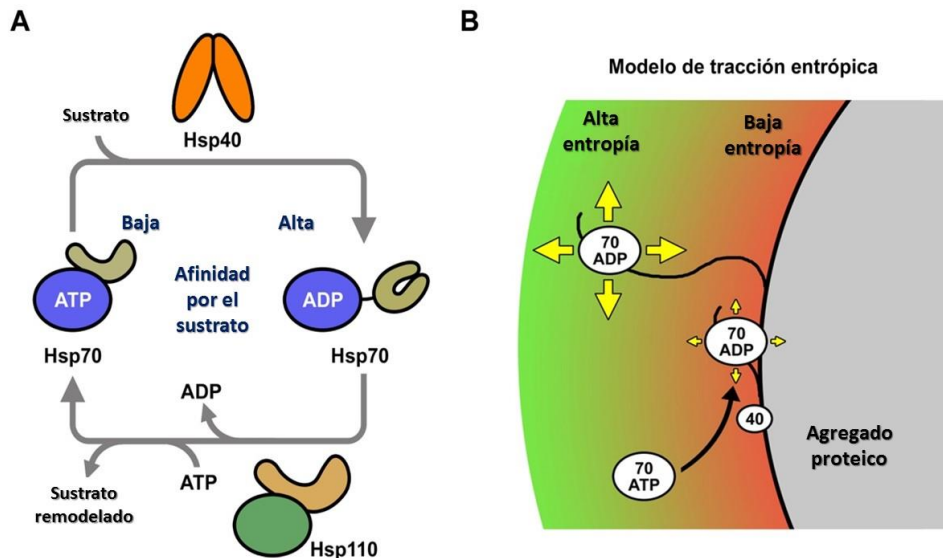 A
Sustrato
Hsp40
Baja
Alta
ATP
Afinidad
por el
sustrato
ADP
Hsp70
Hsp70
ADP
ATP
Sustrato
remodelado
Hsp110
B
Modelo de tracción entrópica
Alta
entropía
Baja
entropía
70
ADP
70
ADP
40
70
ATP
Agregado
proteico